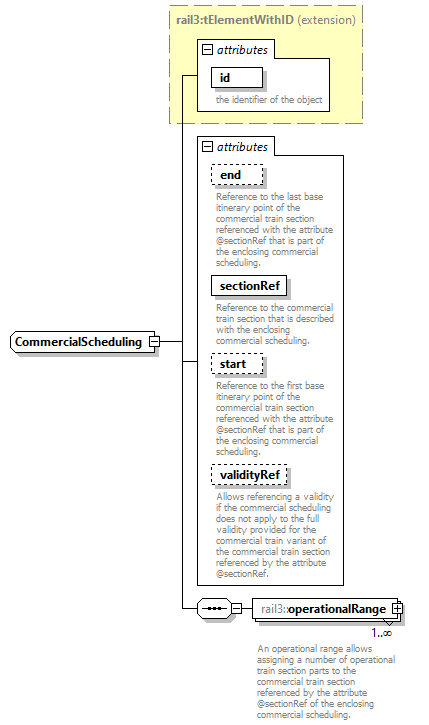 rail3:tElementWithID (extension)
attributes
id
the identifier of the object
attributes
end
Reference to the last base
itinerary point of the
commercial train section
referenced with the attribute
@sectionRef that is part of
the enclosing commercial
scheduling.
sectionRef
Reference to the commercial
train section that is described
with the enclosing
commercial scheduling.
CommercialScheduling
start
Reference to the first base
itinerary point of the
commercial train section
referenced with the attribute
@sectionRef that is part of
the enclosing commercial
scheduling.
validityRef
Allows referencing a validity
if the commercial scheduling
does not apply to the full
validity provided for the
commercial train variant of
the commercial train section
referenced by the attribute
@sectionRef.
rail3::operationalRange
1..∞
An operational range allows
assigning a number of operational
train section parts to the
commercial train section
referenced by the attribute
@sectionRef of the enclosing
commercial scheduling.